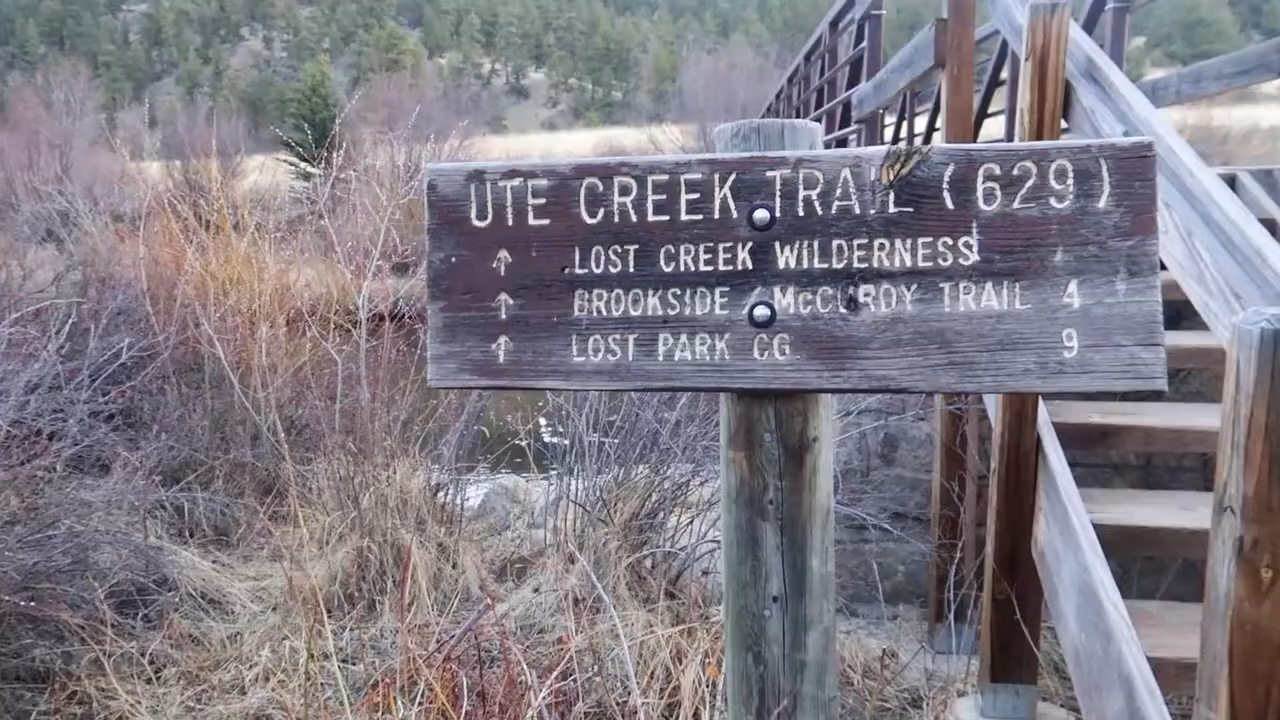 UTE CREEK TRAIL (629)
↑ LOST CREEK WILDERNESS
↑ BROOKSIDE / McCURDY TRAIL 4
↑ LOST PARK CG 9